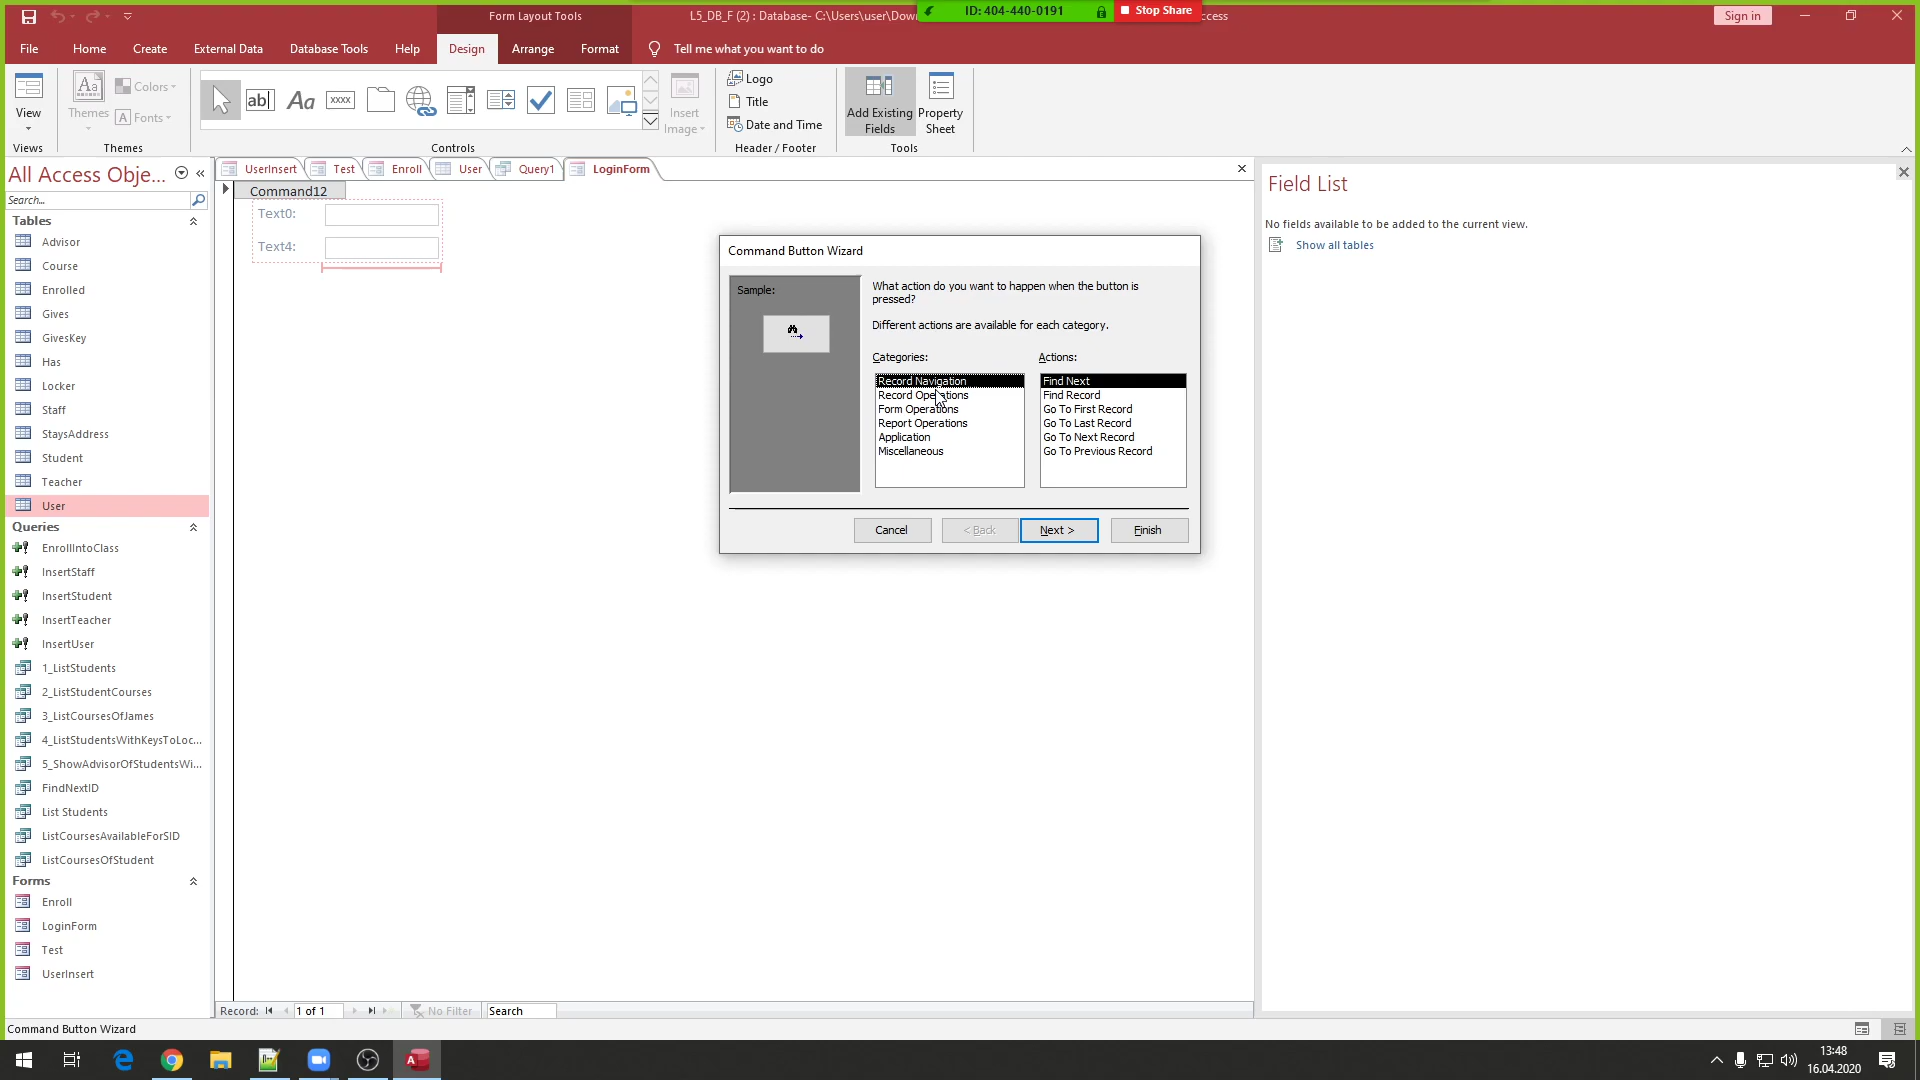 Form Layout Tools
L5_DB_F (2) : Database- C:\Users\user\Dow
ID: 404-440-0191
Stop Share
ccess
Sign in
File
Home
Create
External Data
Database Tools
Help
Design
Arrange
Format
Tell me what you want to do
View
Themes
Colors
Fonts
Aa
ab
Aa
xxxx
Insert
Image
Logo
Title
Date and Time
Add Existing
Fields
Property
Sheet
Views
Themes
Controls
Header / Footer
Tools
All Access Obje...
Search...
Tables
Advisor
Course
Enrolled
Gives
GivesKey
Has
Locker
Staff
StaysAddress
Student
Teacher
User
Queries
EnrollIntoClass
InsertStaff
InsertStudent
InsertTeacher
InsertUser
1_ListStudents
2_ListStudentCourses
3_ListCoursesOfJames
4_ListStudentsWithKeysToLoc...
5_ShowAdvisorOfStudentsWi...
FindNextID
List Students
ListCoursesAvailableForSID
ListCoursesOfStudent
Forms
Enroll
LoginForm
Test
UserInsert
UserInsert
Test
Enroll
User
Query1
LoginForm
Command12
Text0:
Text4:
Command Button Wizard
Sample:
What action do you want to happen when the button is
pressed?
Different actions are available for each category.
Categories:
Actions:
Record Navigation
Record Operations
Form Operations
Report Operations
Application
Miscellaneous
Find Next
Find Record
Go To First Record
Go To Last Record
Go To Next Record
Go To Previous Record
Cancel
< Back
Next >
Finish
Field List
No fields available to be added to the current view.
Show all tables
Record:
1 of 1
No Filter
Search
Command Button Wizard
13:48
16.04.2020